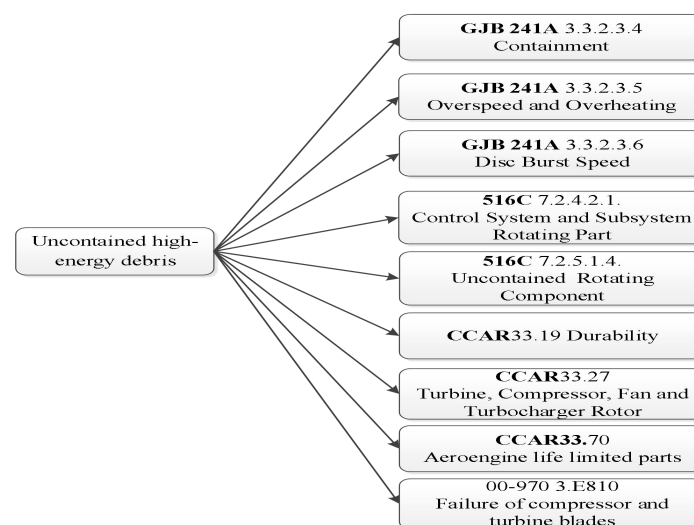 GJB 241A 3.3.2.3.4
Containment
GJB 241A 3.3.2.3.5
Overspeed and Overheating
GJB 241A 3.3.2.3.6
Disc Burst Speed
516C 7.2.4.2.1.
Control System and Subsystem
Rotating Part
Uncontained high-
energy debris
516C 7.2.5.1.4.
Uncontained Rotating
Component
CCAR33.19 Durability
CCAR33.27
Turbine, Compressor, Fan and
Turbocharger Rotor
CCAR33.70
Aeroengine life limited parts
00-970 3.E810
Failure of compressor and
turbine blades